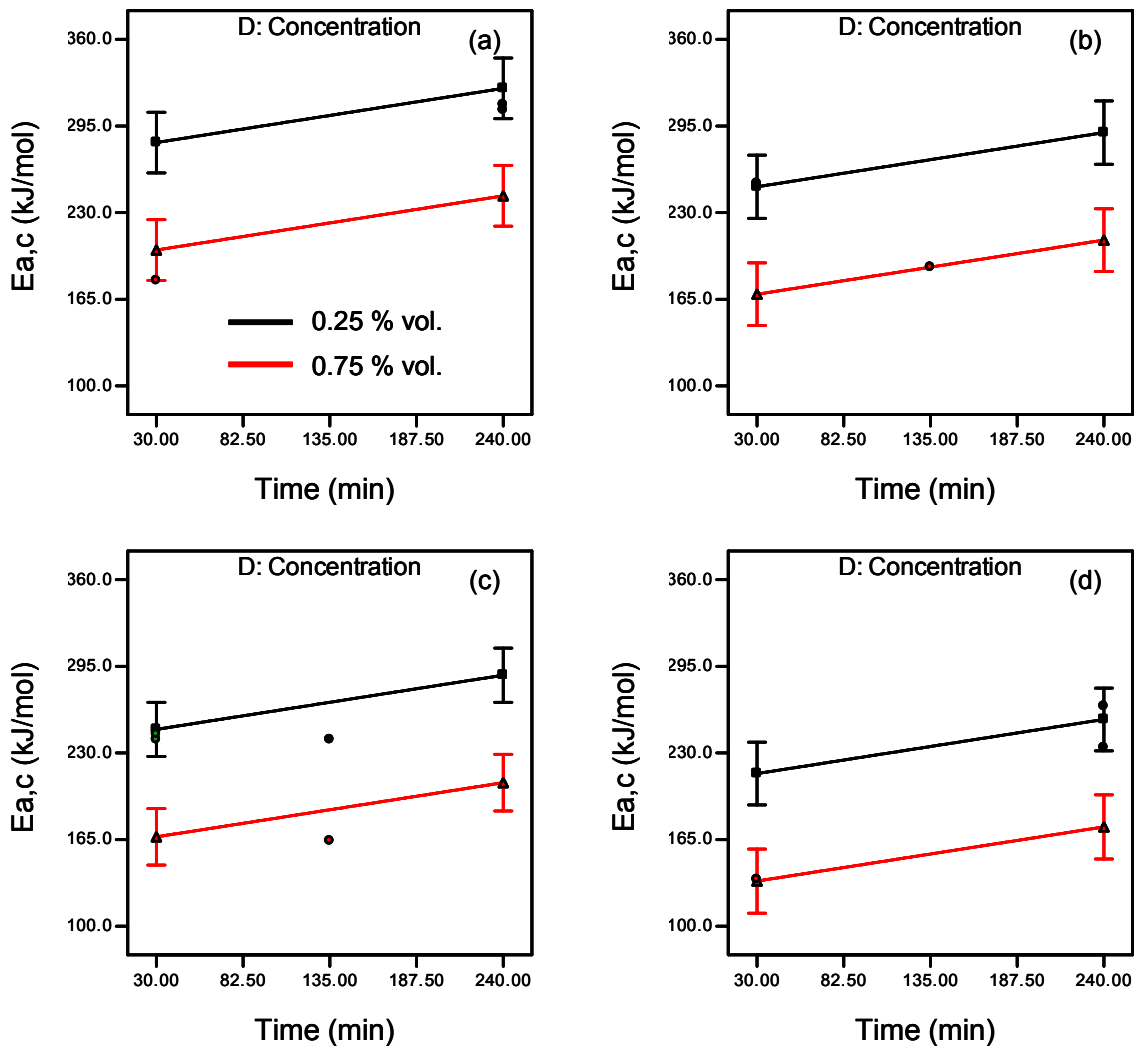 D: Concentration
(a)
Ea,c (kJ/mol)
360.0
295.0
230.0
165.0
100.0
0.25 % vol.
0.75 % vol.
30.00 82.50 135.00 187.50 240.00
Time (min)
D: Concentration
(b)
Ea,c (kJ/mol)
360.0
295.0
230.0
165.0
100.0
30.00 82.50 135.00 187.50 240.00
Time (min)
D: Concentration
(c)
Ea,c (kJ/mol)
360.0
295.0
230.0
165.0
100.0
30.00 82.50 135.00 187.50 240.00
Time (min)
D: Concentration
(d)
Ea,c (kJ/mol)
360.0
295.0
230.0
165.0
100.0
30.00 82.50 135.00 187.50 240.00
Time (min)